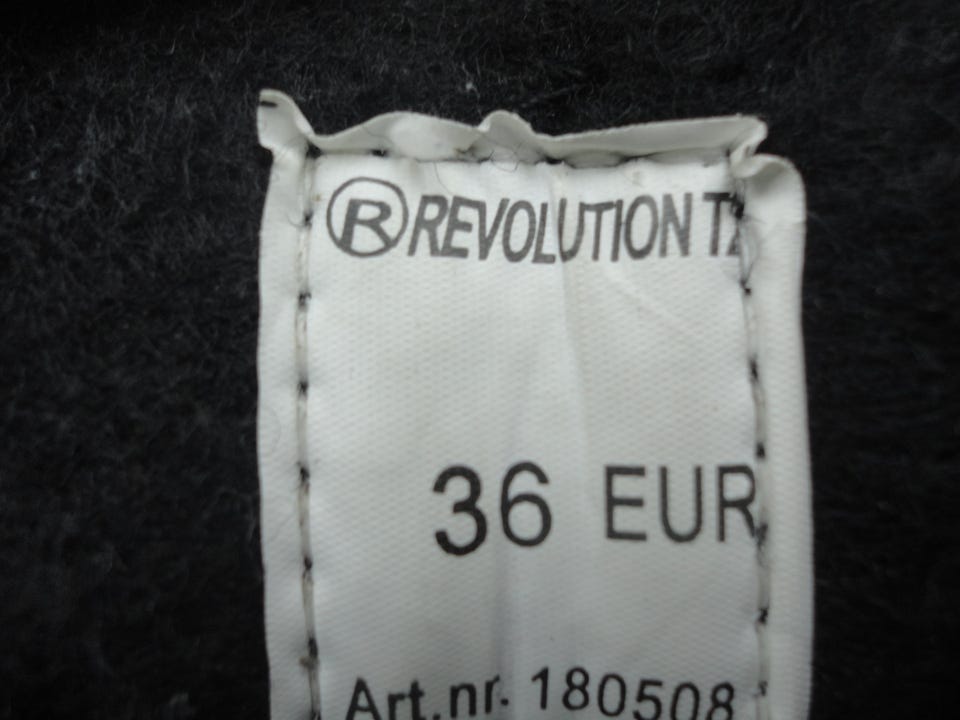 ® REVOLUTION
36 EUR
Art.nr. 180508